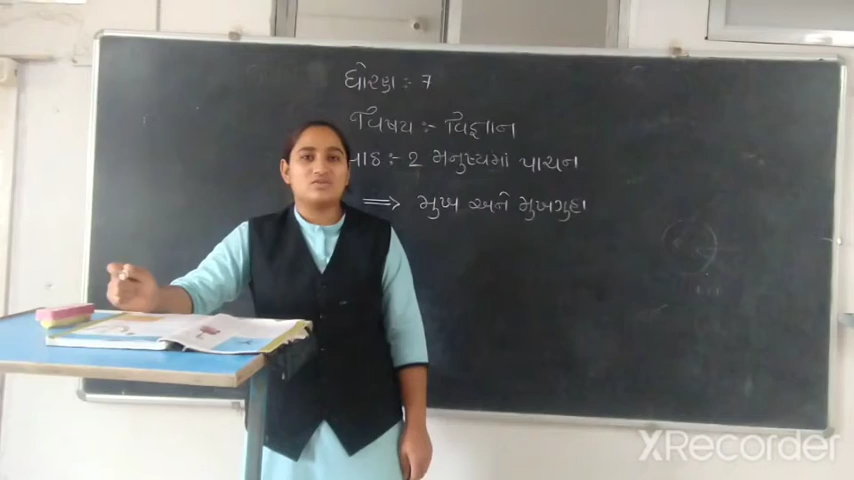 ધોરણ :- 7
વિષય :- વિજ્ઞાન
પાઠ :- 2 મનુષ્યમાં પાચન
⟹ મુખ અને મુખગુહા
XRecorder